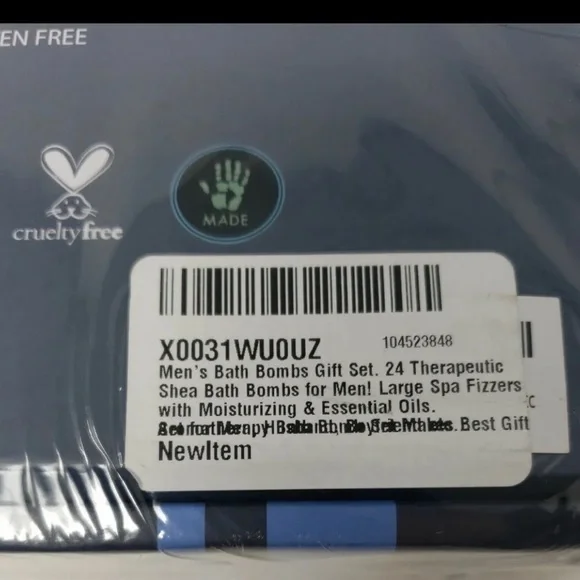 EN FREE
crueltyfree
MADE
X0031WU0UZ
104523848
Men's Bath Bombs Gift Set. 24 Therapeutic
Shea Bath Bombs for Men! Large Spa Fizzers
with Moisturizing & Essential Oils.
Best Gift
NewItem